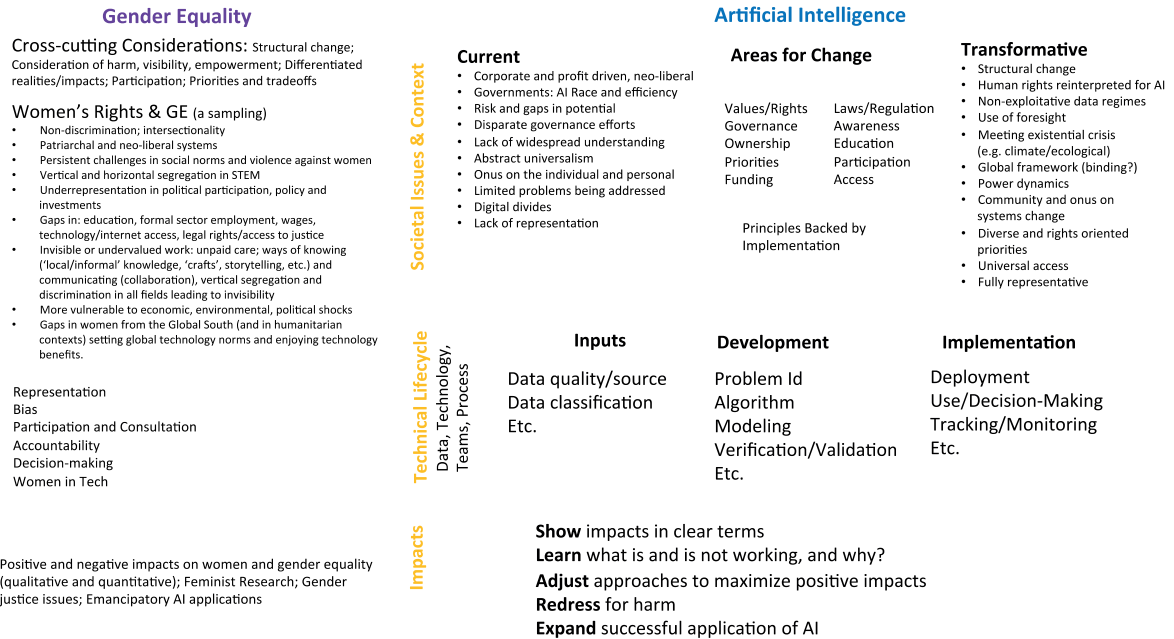 Gender Equality
Cross-cutting Considerations: Structural change;
Consideration of harm, visibility, empowerment; Differentiated
realities/impacts; Participation; Priorities and tradeoffs
Women's Rights & GE (a sampling)
• Non-discrimination; intersectionality
• Patriarchal and neo-liberal systems
• Persistent challenges in social norms and violence against women
• Vertical and horizontal segregation in STEM
• Underrepresentation in political participation, policy and
investments
• Gaps in: education, formal sector employment, wages,
technology/internet access, legal rights/access to justice
• Invisible or undervalued work: unpaid care; ways of knowing
('local/informal' knowledge, 'crafts', storytelling, etc.) and
communicating (collaboration), vertical segregation and
discrimination in all fields leading to invisibility
• More vulnerable to economic, environmental, political shocks
• Gaps in women from the Global South (and in humanitarian
contexts) setting global technology norms and enjoying technology
benefits.
Representation
Bias
Participation and Consultation
Accountability
Decision-making
Women in Tech
Positive and negative impacts on women and gender equality
(qualitative and quantitative); Feminist Research; Gender
justice issues; Emancipatory AI applications
Artificial Intelligence
Societal Issues & Context
Current
• Corporate and profit driven, neo-liberal
• Governments: AI Race and efficiency
• Risk and gaps in potential
• Disparate governance efforts
• Lack of widespread understanding
• Abstract universalism
• Onus on the individual and personal
• Limited problems being addressed
• Digital divides
• Lack of representation
Areas for Change
Values/Rights
Governance
Ownership
Priorities
Funding
Laws/Regulation
Awareness
Education
Participation
Access
Principles Backed by
Implementation
Transformative
• Structural change
• Human rights reinterpreted for AI
• Non-exploitative data regimes
• Use of foresight
• Meeting existential crisis
(e.g. climate/ecological)
• Global framework (binding?)
• Power dynamics
• Community and onus on
systems change
• Diverse and rights oriented
priorities
• Universal access
• Fully representative
Technical Lifecycle
Data, Technology,
Teams, Process
Inputs
Data quality/source
Data classification
Etc.
Development
Problem Id
Algorithm
Modeling
Verification/Validation
Etc.
Implementation
Deployment
Use/Decision-Making
Tracking/Monitoring
Etc.
Impacts
Show impacts in clear terms
Learn what is and is not working, and why?
Adjust approaches to maximize positive impacts
Redress for harm
Expand successful application of AI